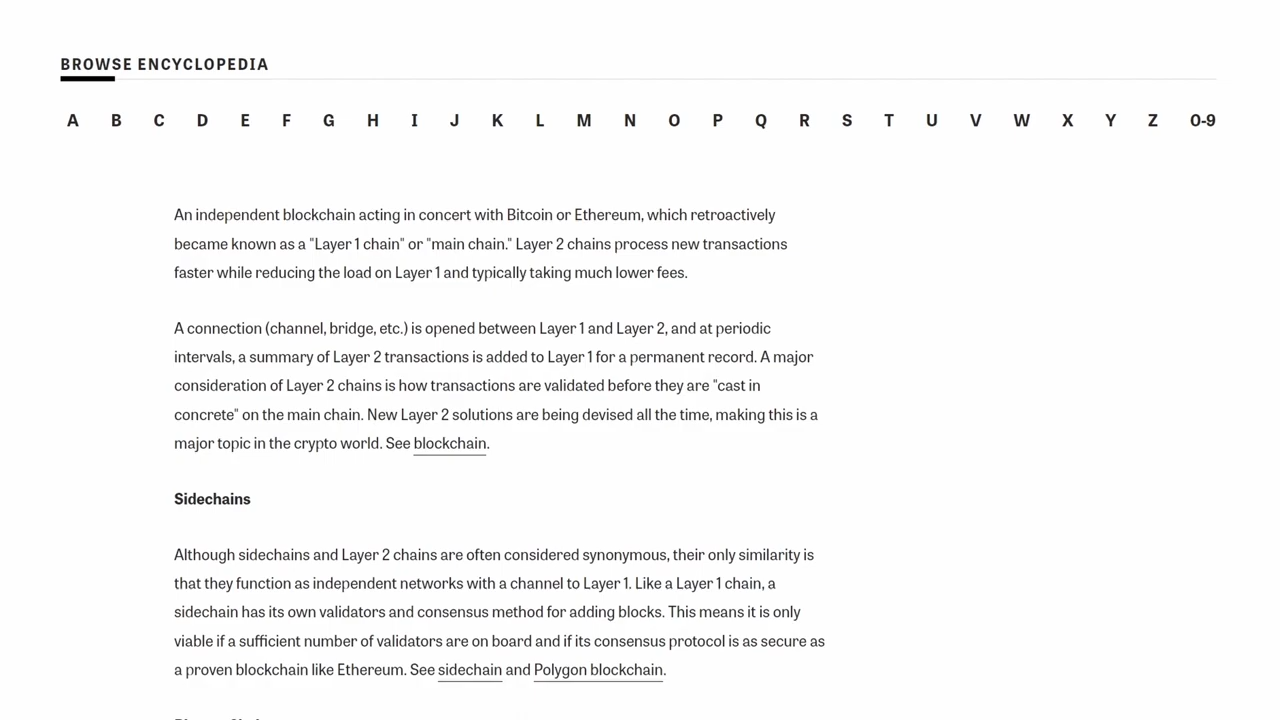 BROWSE ENCYCLOPEDIA
A B C D E F G H I J K L M N O P Q R S T U V W X Y Z 0-9
An independent blockchain acting in concert with Bitcoin or Ethereum, which retroactively
became known as a "Layer 1 chain" or "main chain." Layer 2 chains process new transactions
faster while reducing the load on Layer 1 and typically taking much lower fees.
A connection (channel, bridge, etc.) is opened between Layer 1 and Layer 2, and at periodic
intervals, a summary of Layer 2 transactions is added to Layer 1 for a permanent record. A major
consideration of Layer 2 chains is how transactions are validated before they are "cast in
concrete" on the main chain. New Layer 2 solutions are being devised all the time, making this is a
major topic in the crypto world. See blockchain.
Sidechains
Although sidechains and Layer 2 chains are often considered synonymous, their only similarity is
that they function as independent networks with a channel to Layer 1. Like a Layer 1 chain, a
sidechain has its own validators and consensus method for adding blocks. This means it is only
viable if a sufficient number of validators are on board and if its consensus protocol is as secure as
a proven blockchain like Ethereum. See sidechain and Polygon blockchain.